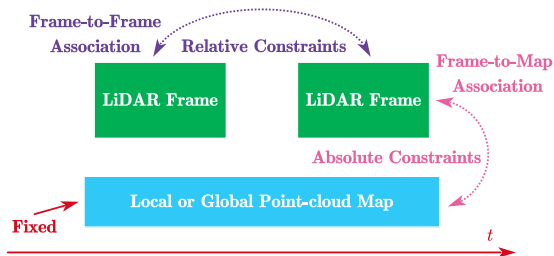 Frame-to-Frame
Association
Relative Constraints
Frame-to-Map
Association
LiDAR Frame
LiDAR Frame
Absolute Constraints
Local or Global Point-cloud Map
Fixed
t